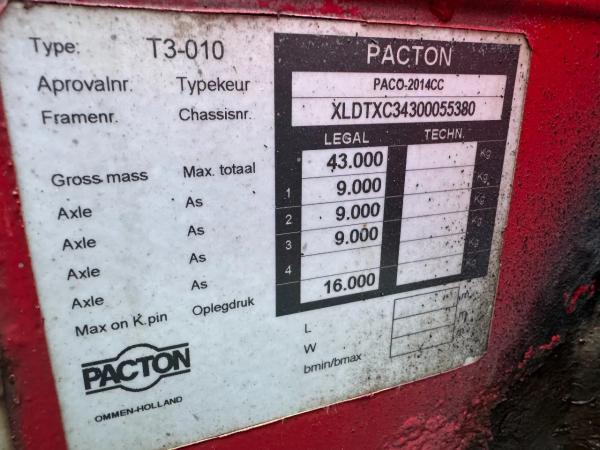 Type: T3-010 PACTON
Aprovalnr. Typekeur PACO-2014CC
Framenr. Chassisnr. XLDTXC34300055380
LEGAL TECHN.
Gross mass Max. totaal 43.000 Kg
Axle As 1 9.000 Kg
Axle As 2 9.000 Kg
Axle As 3 9.000 Kg
Axle As 4 Kg
Max on K.pin Oplegdruk 16.000
L
W
bmin/bmax
PACTON
OMMEN-HOLLAND